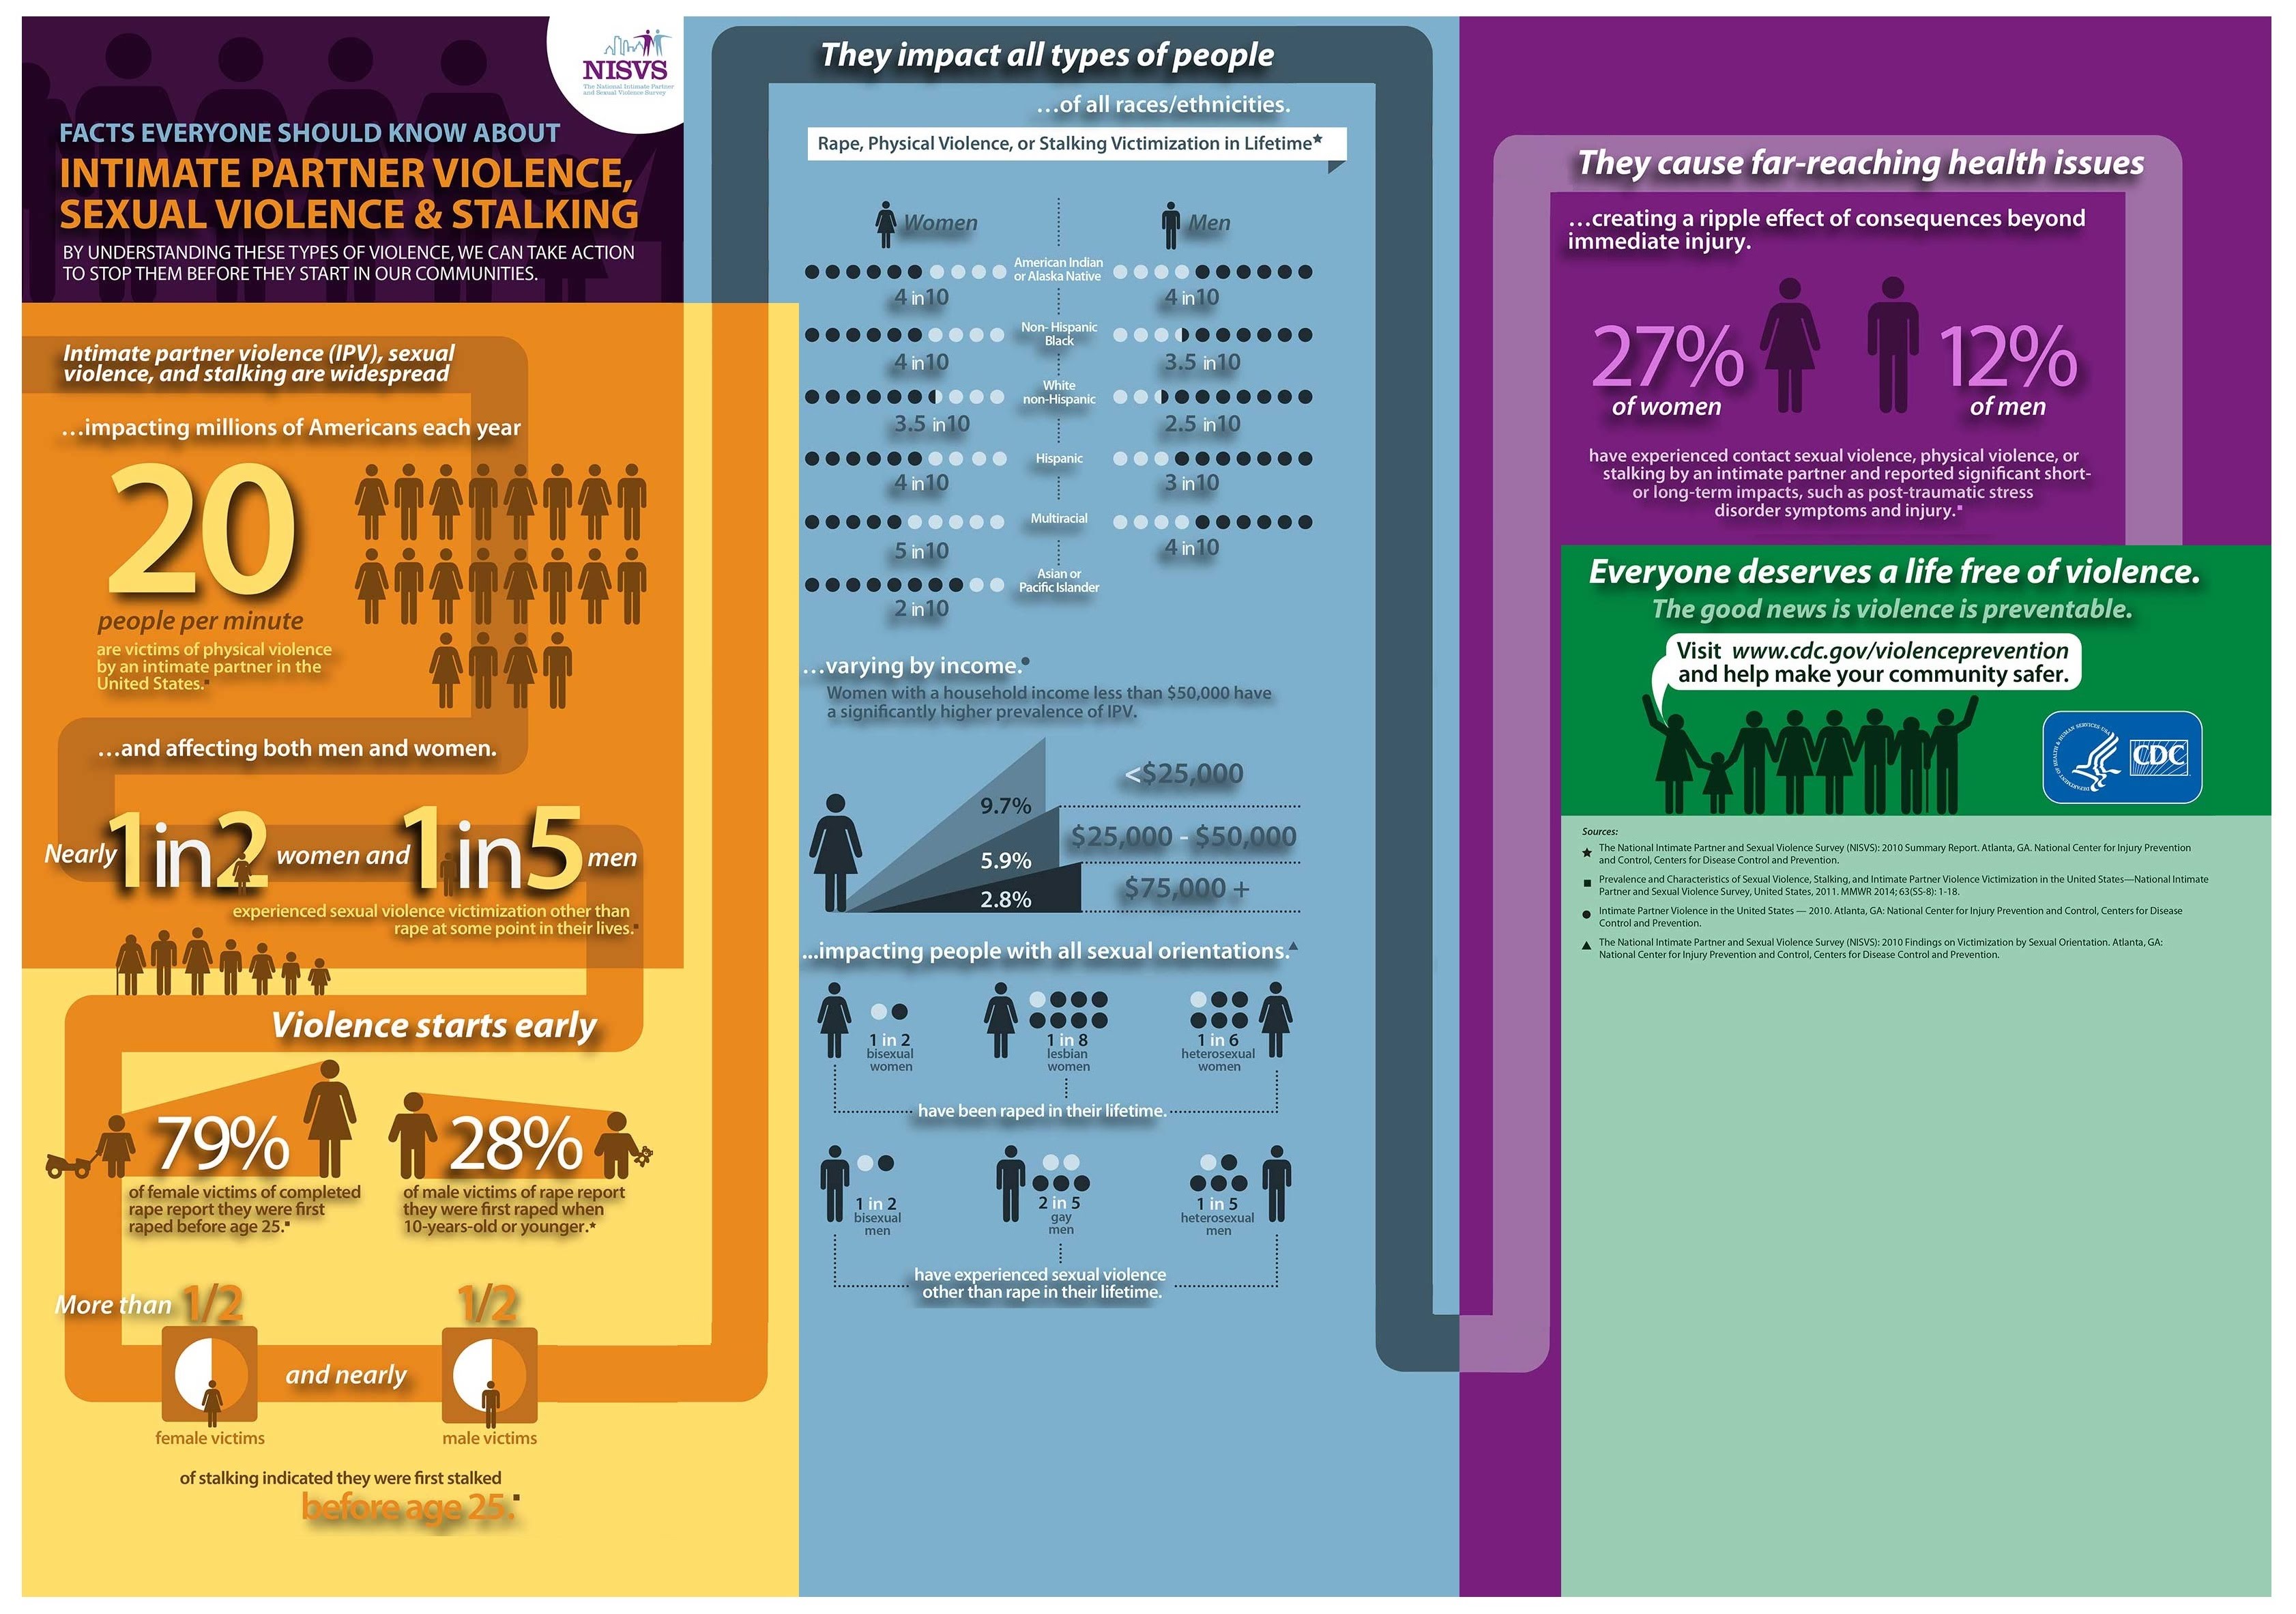 NISVS
The National Intimate Partner
and Sexual Violence Survey
FACTS EVERYONE SHOULD KNOW ABOUT
INTIMATE PARTNER VIOLENCE,
SEXUAL VIOLENCE & STALKING
BY UNDERSTANDING THESE TYPES OF VIOLENCE, WE CAN TAKE ACTION
TO STOP THEM BEFORE THEY START IN OUR COMMUNITIES.
Intimate partner violence (IPV), sexual
violence, and stalking are widespread
...impacting millions of Americans each year
20
people per minute
are victims of physical violence
by an intimate partner in the
United States.■
...and affecting both men and women.
Nearly 1 in 2 women and 1 in 5 men
experienced sexual violence victimization other than
rape at some point in their lives.■
Violence starts early
79%
of female victims of completed
rape report they were first
raped before age 25.■
28%
of male victims of rape report
they were first raped when
10-years-old or younger.★
More than 1/2
female victims
and nearly
1/2
male victims
of stalking indicated they were first stalked
before age 25.■
They impact all types of people
...of all races/ethnicities.
Rape, Physical Violence, or Stalking Victimization in Lifetime★
Women
Men
American Indian
or Alaska Native
4 in 10
4 in 10
Non- Hispanic
Black
4 in 10
3.5 in 10
White
non-Hispanic
3.5 in 10
2.5 in 10
Hispanic
4 in 10
3 in 10
Multiracial
5 in 10
4 in 10
Asian or
Pacific Islander
2 in 10
...varying by income.●
Women with a household income less than $50,000 have
a significantly higher prevalence of IPV.
<$25,000
9.7%
$25,000 - $50,000
5.9%
$75,000 +
2.8%
...impacting people with all sexual orientations.▲
1 in 2
bisexual
women
1 in 8
lesbian
women
1 in 6
heterosexual
women
have been raped in their lifetime.
1 in 2
bisexual
men
2 in 5
gay
men
1 in 5
heterosexual
men
have experienced sexual violence
other than rape in their lifetime.
They cause far-reaching health issues
...creating a ripple effect of consequences beyond
immediate injury.
27%
of women
12%
of men
have experienced contact sexual violence, physical violence, or
stalking by an intimate partner and reported significant short-
or long-term impacts, such as post-traumatic stress
disorder symptoms and injury.■
Everyone deserves a life free of violence.
The good news is violence is preventable.
Visit www.cdc.gov/violenceprevention
and help make your community safer.
CDC
Sources:
★ The National Intimate Partner and Sexual Violence Survey (NISVS): 2010 Summary Report. Atlanta, GA. National Center for Injury Prevention
and Control, Centers for Disease Control and Prevention.
■ Prevalence and Characteristics of Sexual Violence, Stalking, and Intimate Partner Violence Victimization in the United States—National Intimate
Partner and Sexual Violence Survey, United States, 2011. MMWR 2014; 63(SS-8): 1-18.
● Intimate Partner Violence in the United States — 2010. Atlanta, GA: National Center for Injury Prevention and Control, Centers for Disease
Control and Prevention.
▲ The National Intimate Partner and Sexual Violence Survey (NISVS): 2010 Findings on Victimization by Sexual Orientation. Atlanta, GA:
National Center for Injury Prevention and Control, Centers for Disease Control and Prevention.